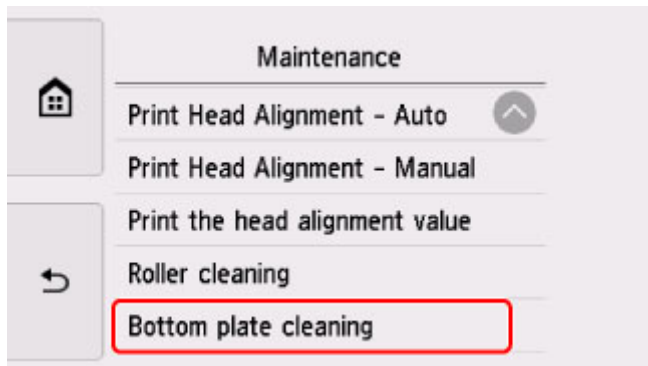 Maintenance
Print Head Alignment - Auto
Print Head Alignment - Manual
Print the head alignment value
Roller cleaning
Bottom plate cleaning